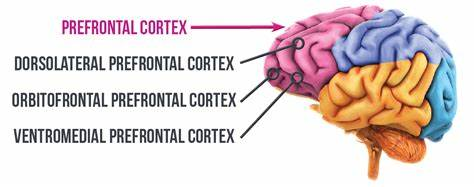 PREFRONTAL CORTEX
DORSOLATERAL PREFRONTAL CORTEX
ORBITOFRONTAL PREFRONTAL CORTEX
VENTROMEDIAL PREFRONTAL CORTEX